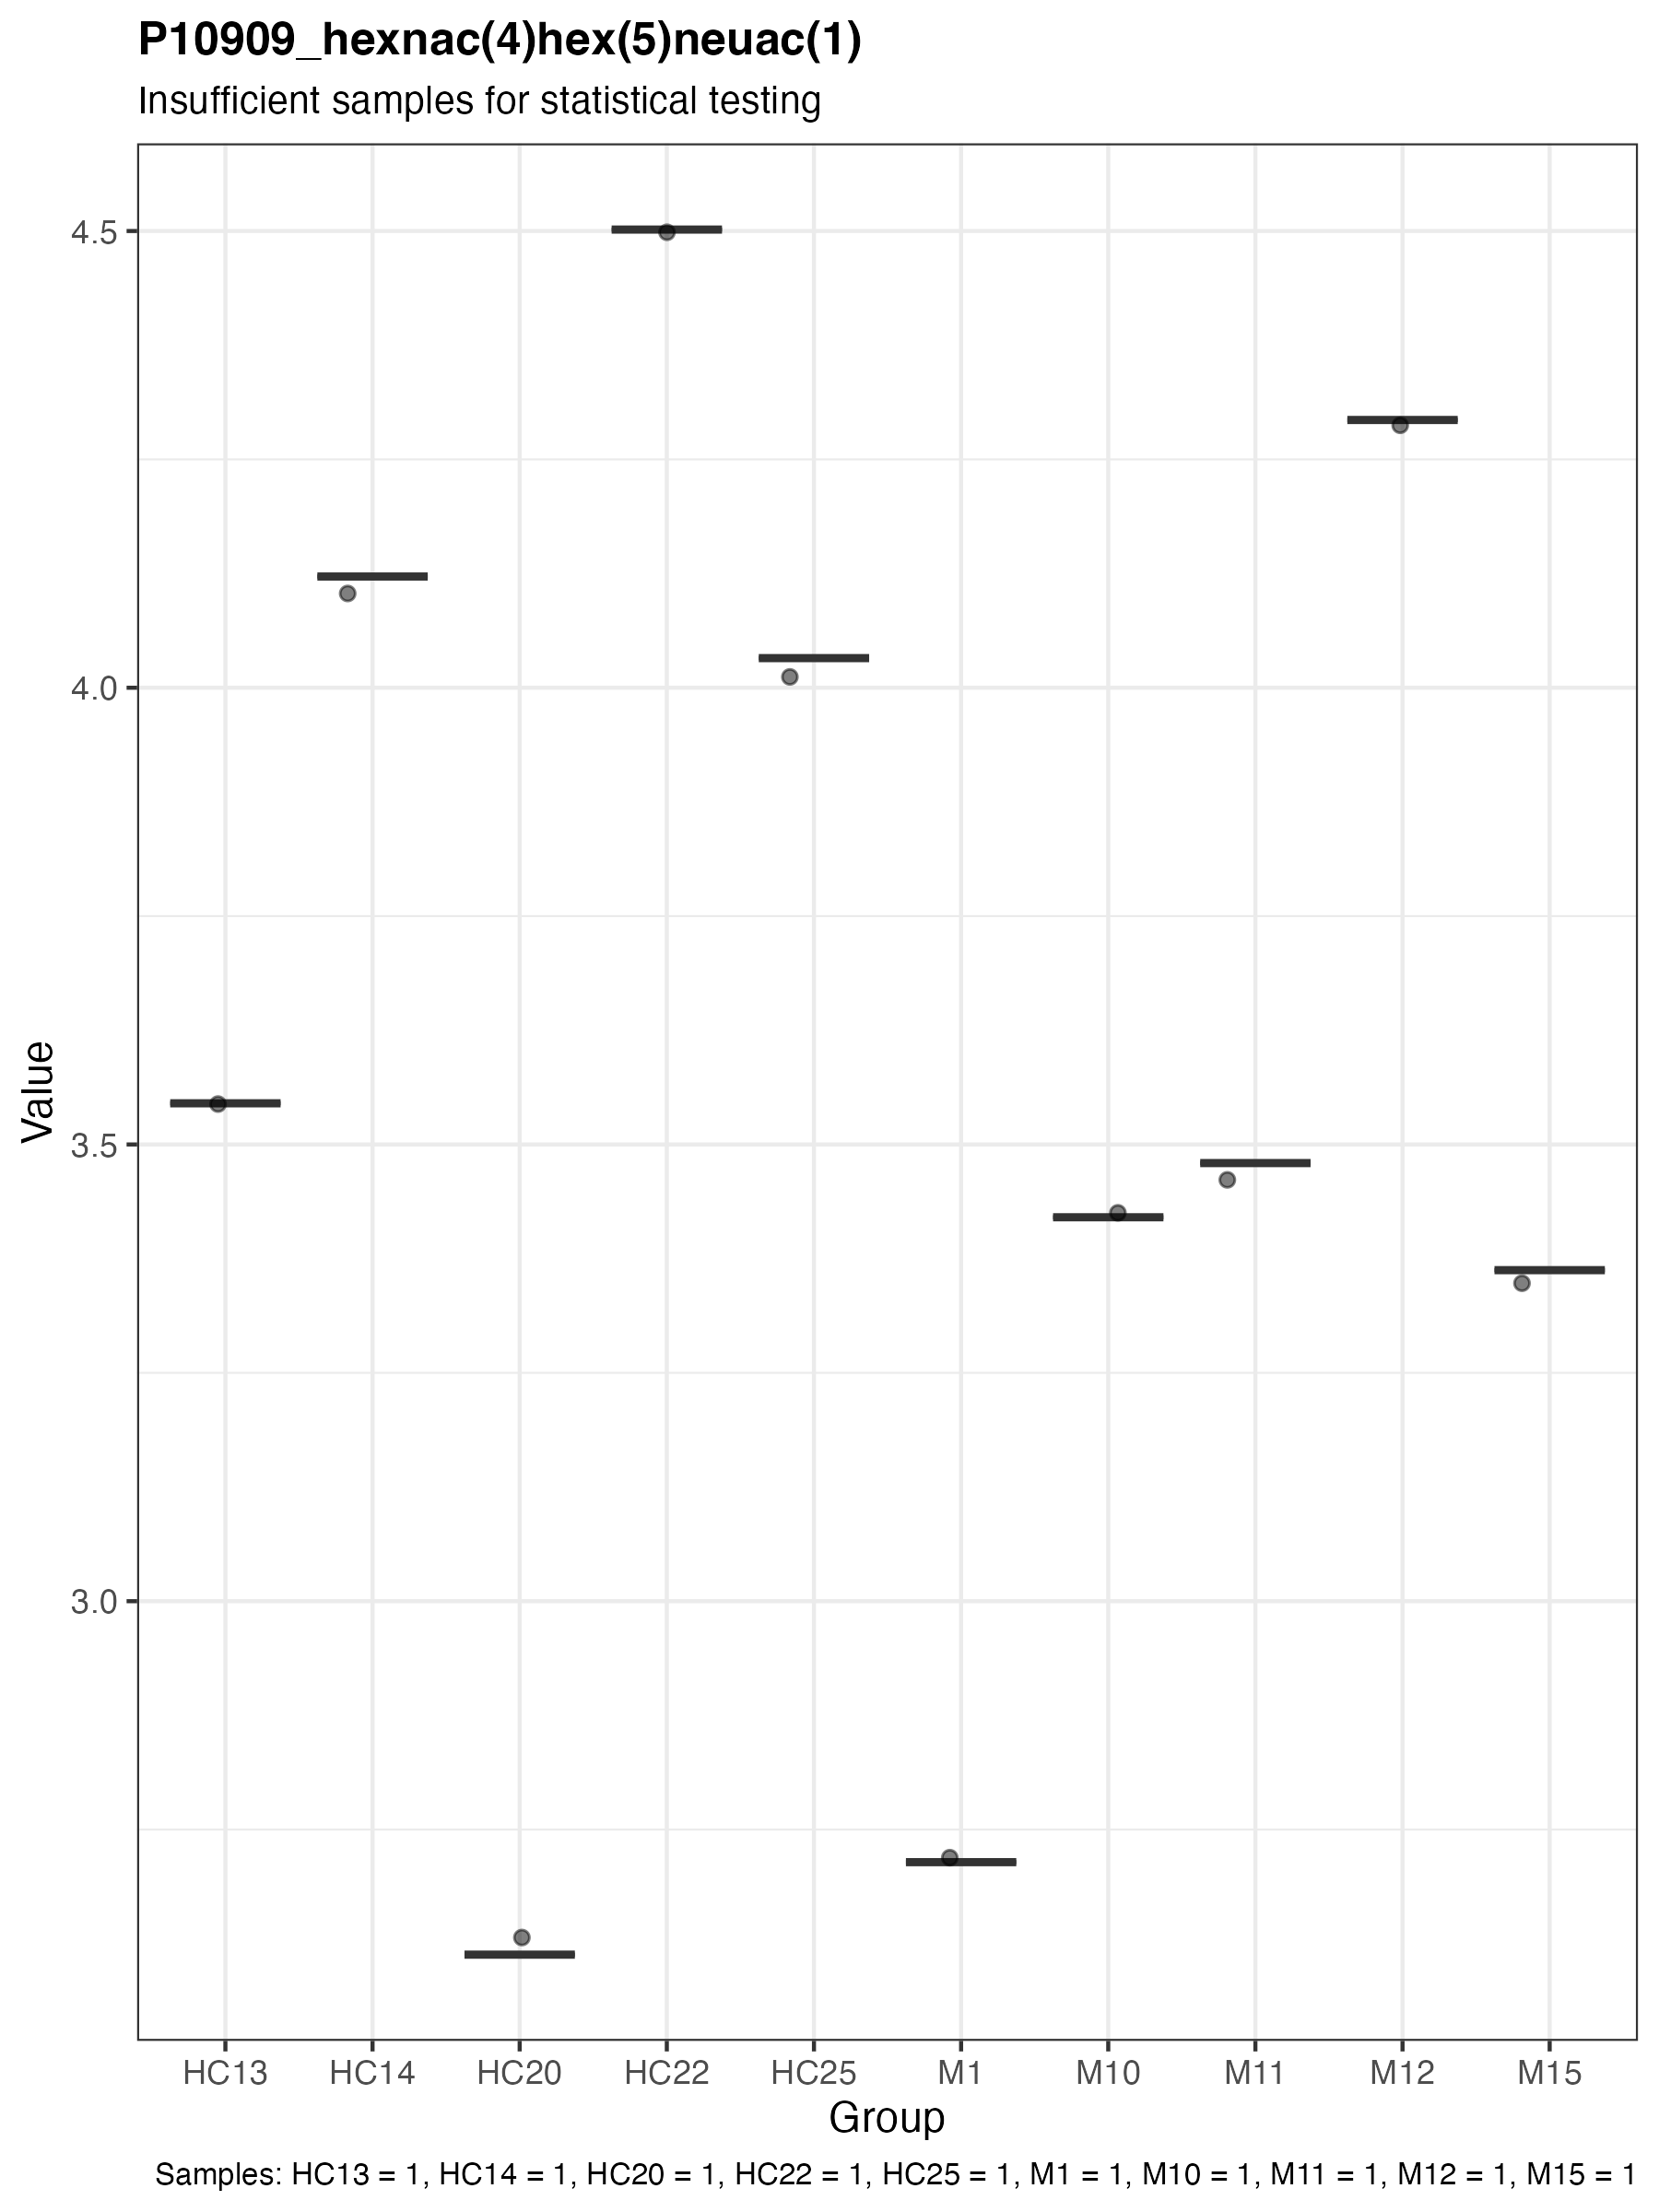 P10909_hexnac(4)hex(5)neuac(1)
Insufficient samples for statistical testing
Value
4.5
4.0
3.5
3.0
HC13 HC14 HC20 HC22 HC25 M1 M10 M11 M12 M15
Group
Samples: HC13 = 1, HC14 = 1, HC20 = 1, HC22 = 1, HC25 = 1, M1 = 1, M10 = 1, M11 = 1, M12 = 1, M15 = 1